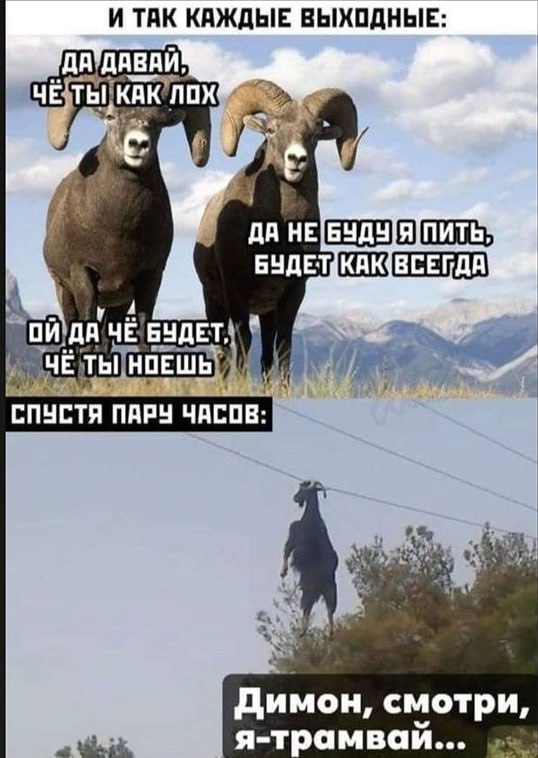 И ТАК КАЖДЫЕ ВЫХОДНЫЕ:
ДА ДАВАЙ,
ЧЁ ТЫ КАК ЛОХ
ДА НЕ БУДУ Я ПИТЬ,
БУДЕТ КАК ВСЕГДА
ОЙ ДА ЧЁ БУДЕТ,
ЧЁ ТЫ НОЕШЬ
СПУСТЯ ПАРУ ЧАСОВ:
Димон, смотри,
я-трамвай...